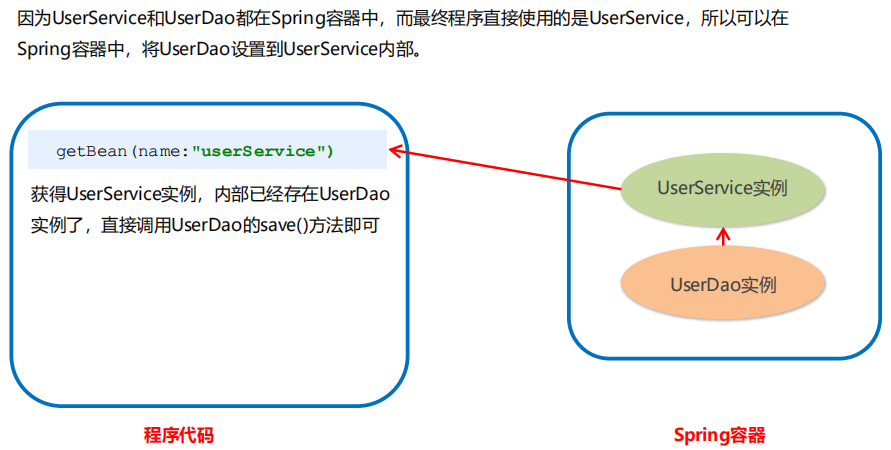 因为UserService和UserDao都在Spring容器中，而最终程序直接使用的是UserService，所以可以在
Spring容器中，将UserDao设置到UserService内部。
getBean(name:"userService")
获得UserService实例，内部已经存在UserDao
实例了，直接调用UserDao的save()方法即可
UserService实例
UserDao实例
程序代码
Spring容器